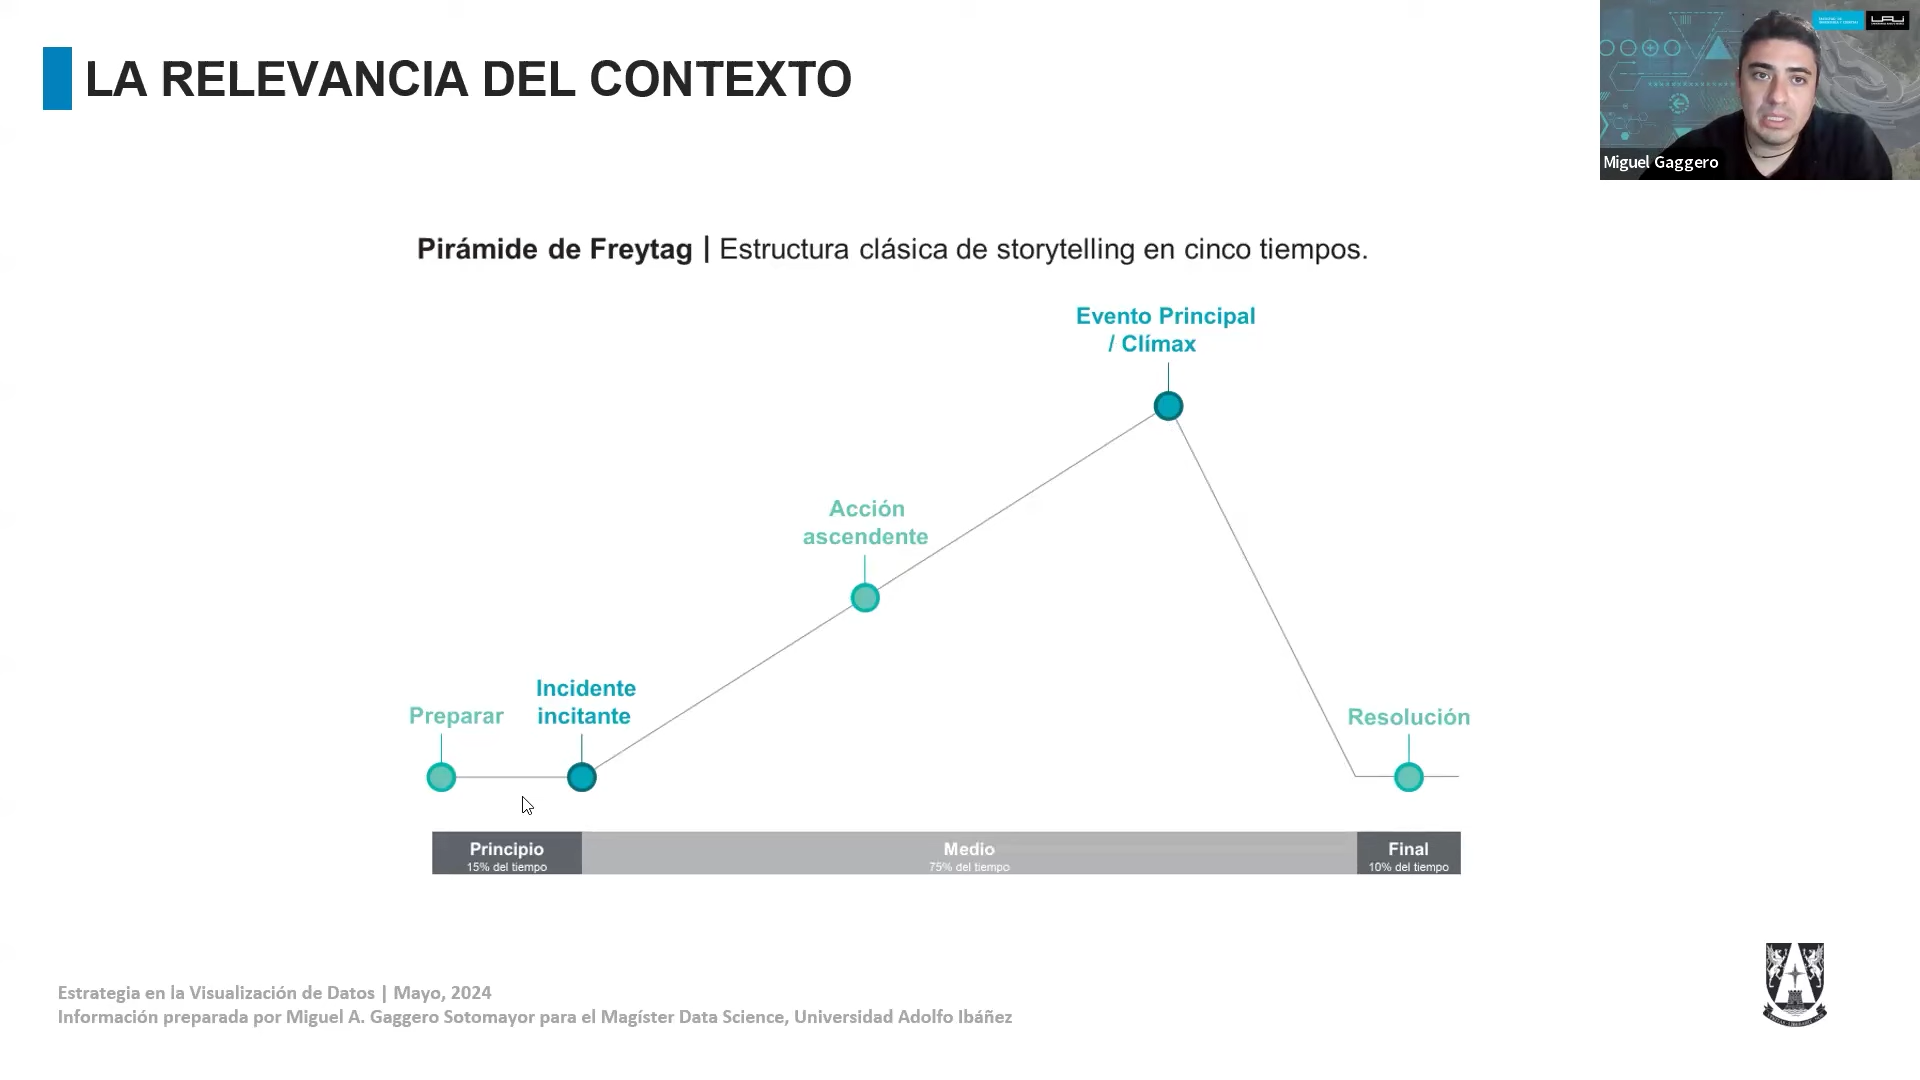 LA RELEVANCIA DEL CONTEXTO
Miguel Gaggero
Pirámide de Freytag | Estructura clásica de storytelling en cinco tiempos.
Evento Principal
/ Clímax
Acción
ascendente
Incidente
incitante
Preparar
Resolución
Principio
15% del tiempo
Medio
75% del tiempo
Final
10% del tiempo
Estrategia en la Visualización de Datos | Mayo, 2024
Información preparada por Miguel A. Gaggero Sotomayor para el Magíster Data Science, Universidad Adolfo Ibáñez